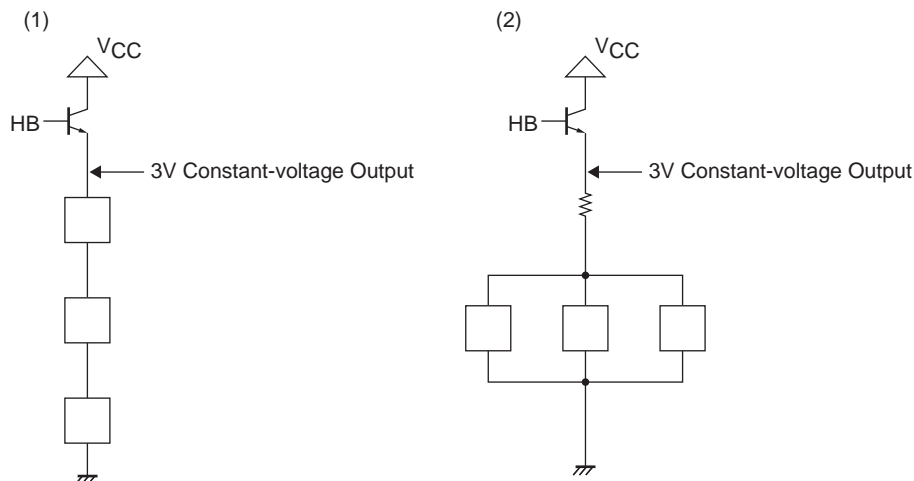 (1)
VCC
HB
3V Constant-voltage Output
(2)
VCC
HB
3V Constant-voltage Output